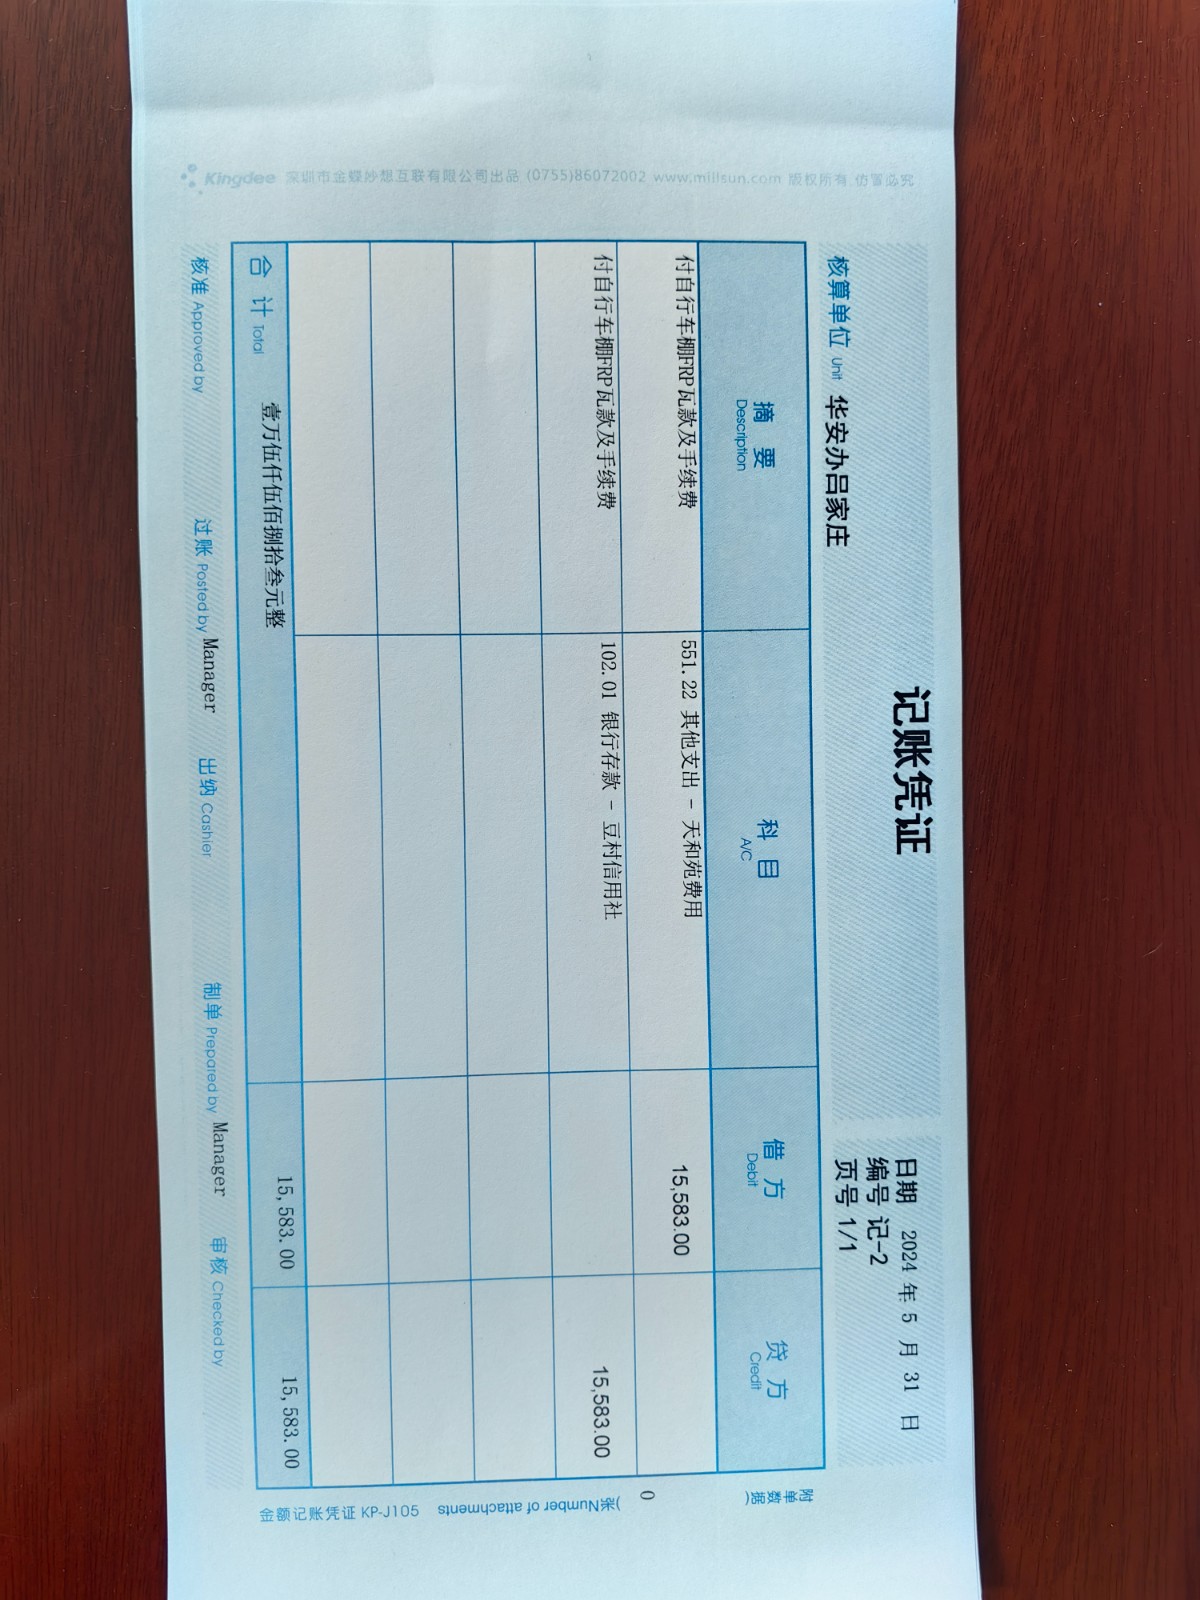 记账凭证
日期 2024 年 5 月 31 日
编号 记-2
页号 1/1
核算单位 Unit 华安办吕家庄
摘 要 Description 科 目 A/C 借 方 Debit 贷 方 Credit
付自行车棚FRP瓦款及手续费 551.22 其他支出 - 天和苑费用 15,583.00
付自行车棚FRP瓦款及手续费 102.01 银行存款 - 豆村信用社 15,583.00
合 计 Total 壹万伍仟伍佰捌拾叁元整 15,583.00 15,583.00
附单数据( 0 )张Number of attachments
金额记账凭证 KP-J105
核准 Approved by 过账 Posted by Manager 出纳 Cashier 制单 Prepared by Manager 审核 Checked by
Kingdee 深圳市金蝶妙想互联有限公司出品 (0755)86072002 www.millsun.com 版权所有 仿冒必究